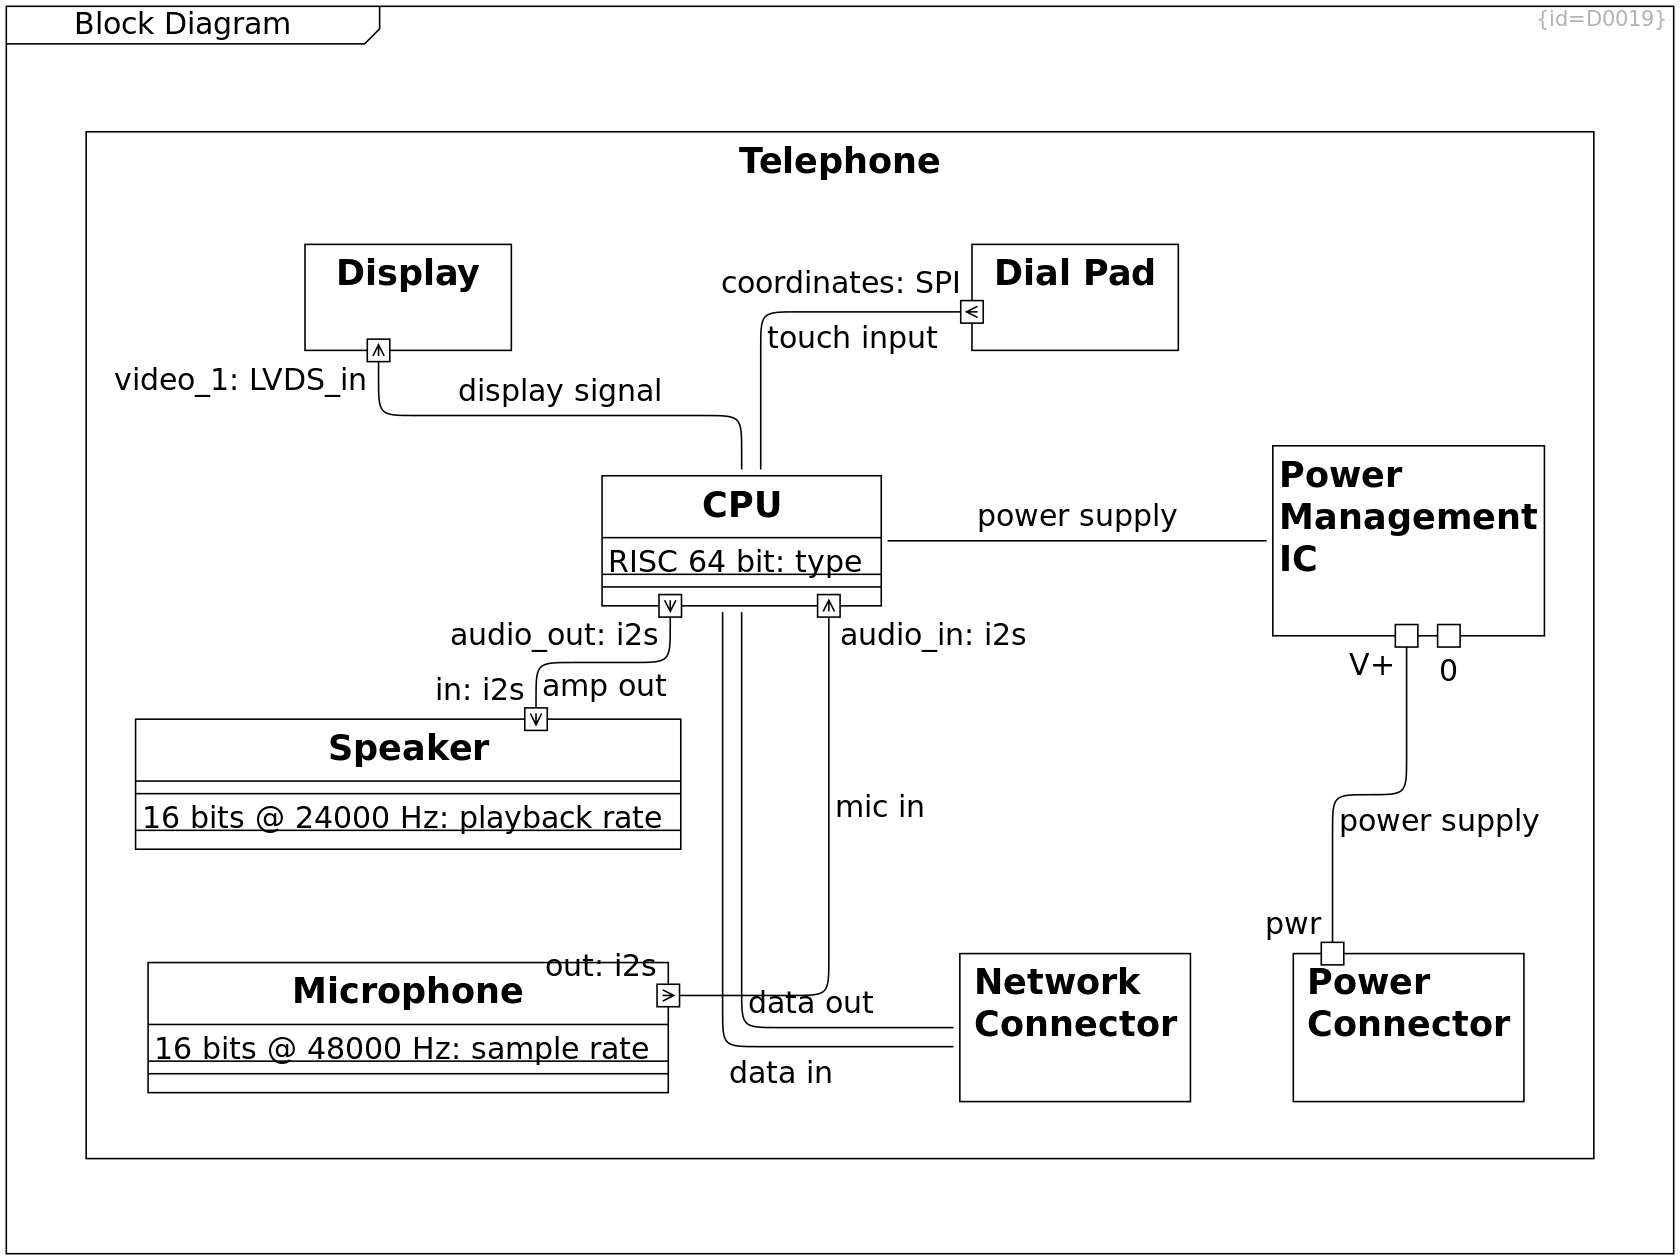 Block Diagram
{id=D0019}
Telephone
Display
Dial Pad
coordinates: SPI
touch input
video_1: LVDS_in
display signal
CPU
RISC 64 bit: type
power supply
Power
Management
IC
audio_out: i2s
audio_in: i2s
V+
0
in: i2s
amp out
Speaker
16 bits @ 24000 Hz: playback rate
mic in
power supply
pwr
out: i2s
Microphone
16 bits @ 48000 Hz: sample rate
data out
data in
Network
Connector
Power
Connector